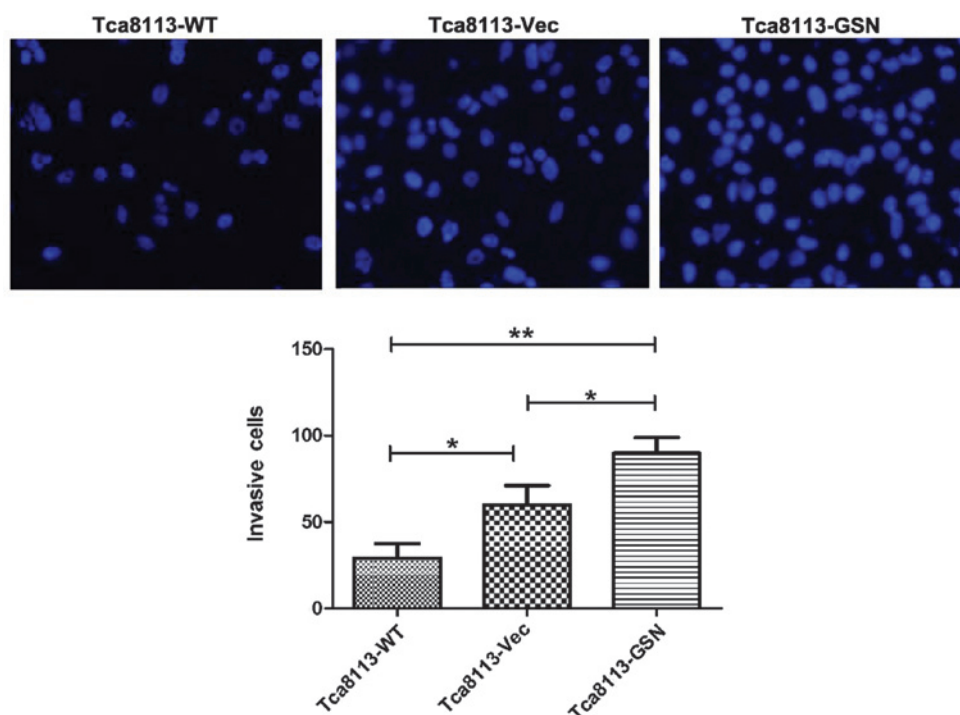 Tca8113-WT Tca8113-Vec Tca8113-GSN
**
150
*
*
100
50
0
Invasive cells
Tca8113-WT
Tca8113-Vec
Tca8113-GSN